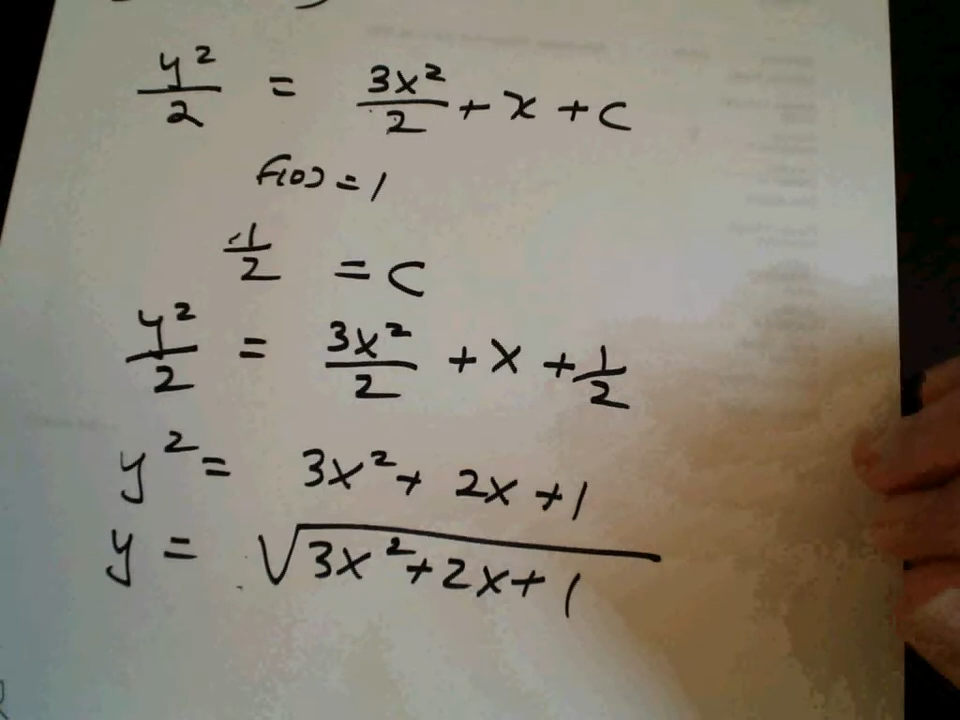 y²/2 = 3x²/2 + x + c
f(0) = 1
1/2 = c
y²/2 = 3x²/2 + x + 1/2
y² = 3x² + 2x + 1
y = √(3x² + 2x + 1)